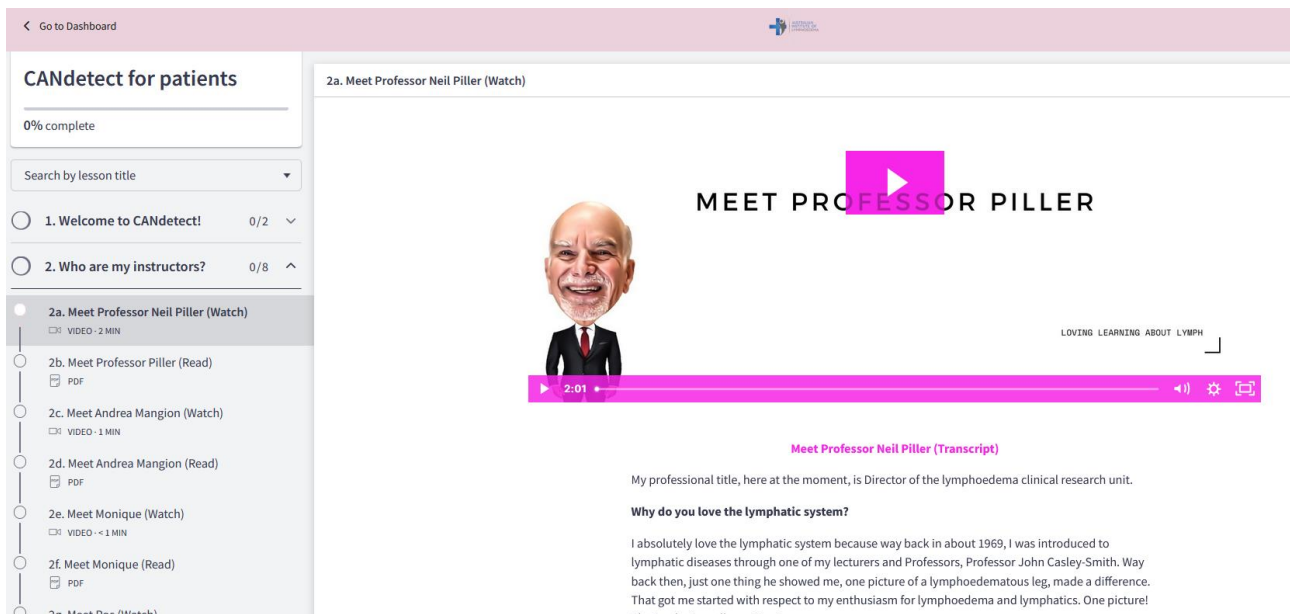 Go to Dashboard
AUSTRALIAN
INSTITUTE OF
LYMPHOEDEMA
CANdetect for patients
0% complete
Search by lesson title
1. Welcome to CANdetect! 0/2
2. Who are my instructors? 0/8
2a. Meet Professor Neil Piller (Watch)
VIDEO · 2 MIN
2b. Meet Professor Piller (Read)
PDF
2c. Meet Andrea Mangion (Watch)
VIDEO · 1 MIN
2d. Meet Andrea Mangion (Read)
PDF
2e. Meet Monique (Watch)
VIDEO · < 1 MIN
2f. Meet Monique (Read)
PDF
2a. Meet Professor Neil Piller (Watch)
MEET PROFESSOR PILLER
LOVING LEARNING ABOUT LYMPH
2:01
Meet Professor Neil Piller (Transcript)
My professional title, here at the moment, is Director of the lymphoedema clinical research unit.
Why do you love the lymphatic system?
I absolutely love the lymphatic system because way back in about 1969, I was introduced to
lymphatic diseases through one of my lecturers and Professors, Professor John Casley-Smith. Way
back then, just one thing he showed me, one picture of a lymphoedematous leg, made a difference.
That got me started with respect to my enthusiasm for lymphoedema and lymphatics. One picture!